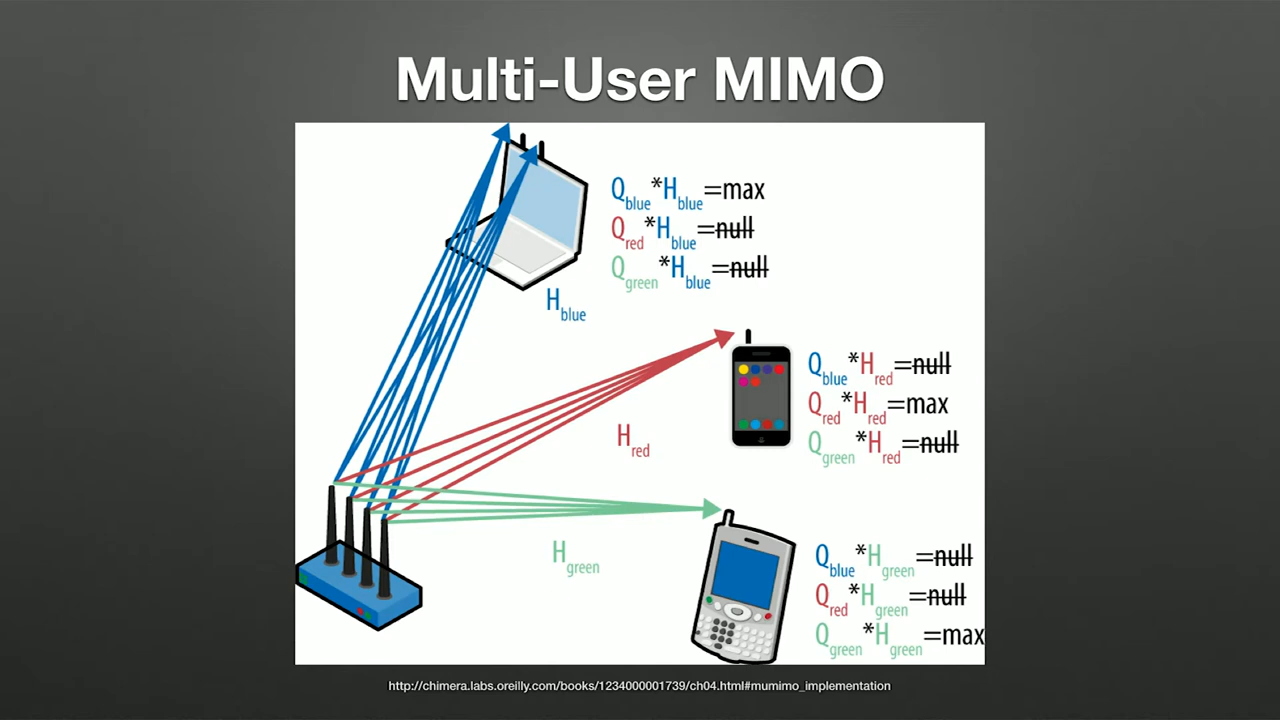 Multi-User MIMO
Qblue*Hblue=max
Qred*Hblue=null
Qgreen*Hblue=null
Hblue
Qblue*Hred=null
Qred*Hred=max
Qgreen*Hred=null
Hred
Hgreen
Qblue*Hgreen=null
Qred*Hgreen=null
Qgreen*Hgreen=max
http://chimera.labs.oreilly.com/books/1234000001739/ch04.html#mumimo_implementation